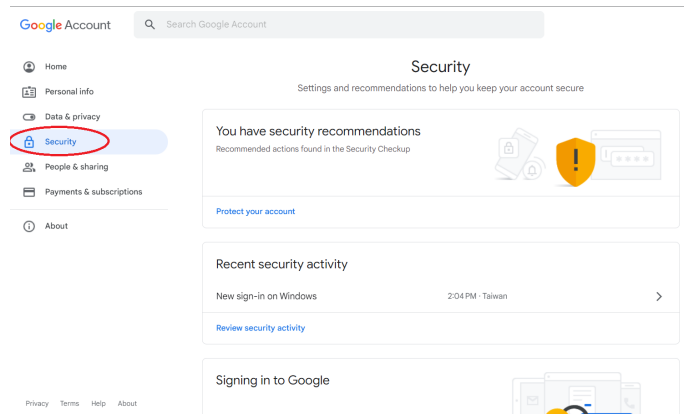 Google Account
Search Google Account
Home
Personal info
Data & privacy
Security
People & sharing
Payments & subscriptions
About
Security
Settings and recommendations to help you keep your account secure
You have security recommendations
Recommended actions found in the Security Checkup
Protect your account
Recent security activity
New sign-in on Windows 2:04 PM · Taiwan
Review security activity
Signing in to Google
Privacy Terms Help About